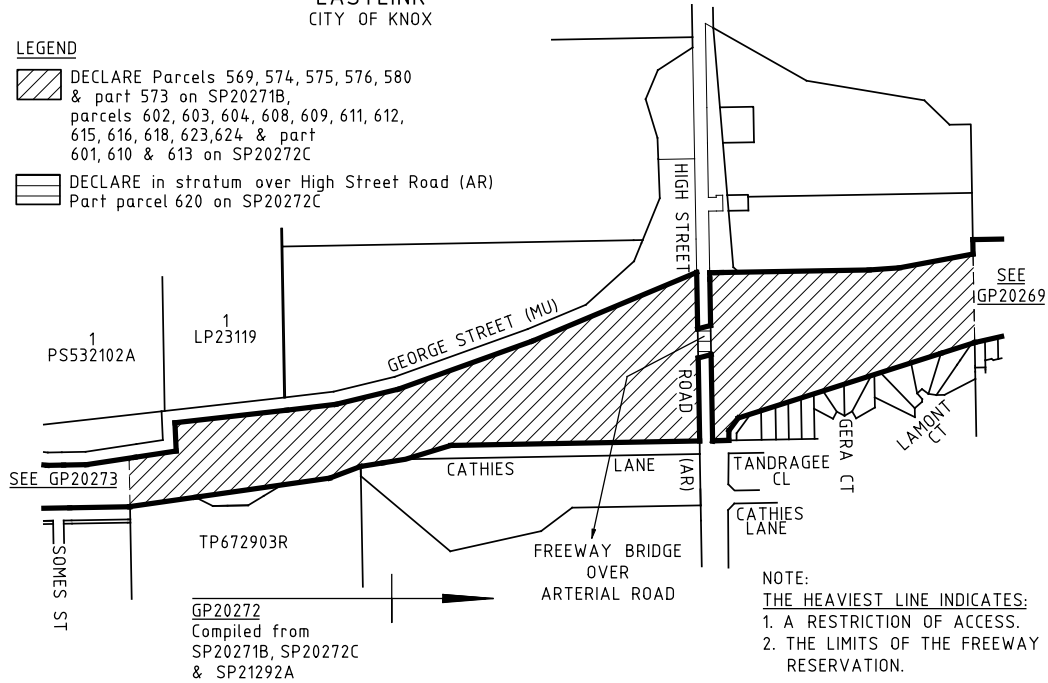 EASTLINK
CITY OF KNOX
LEGEND
DECLARE Parcels 569, 574, 575, 576, 580
& part 573 on SP20271B,
parcels 602, 603, 604, 608, 609, 611, 612,
615, 616, 618, 623,624 & part
601, 610 & 613 on SP20272C
DECLARE in stratum over High Street Road (AR)
Part parcel 620 on SP20272C
1
PS532102A
1
LP23119
GEORGE STREET (MU)
HIGH STREET
ROAD (AR)
SEE
GP20269
SEE GP20273
CATHIES LANE
TANDRAGEE
CL
GERA CT
LAMONT
CT
CATHIES
LANE
SOMES ST
TP672903R
FREEWAY BRIDGE
OVER
ARTERIAL ROAD
GP20272
Compiled from
SP20271B, SP20272C
& SP21292A
NOTE:
THE HEAVIEST LINE INDICATES:
1. A RESTRICTION OF ACCESS.
2. THE LIMITS OF THE FREEWAY
RESERVATION.